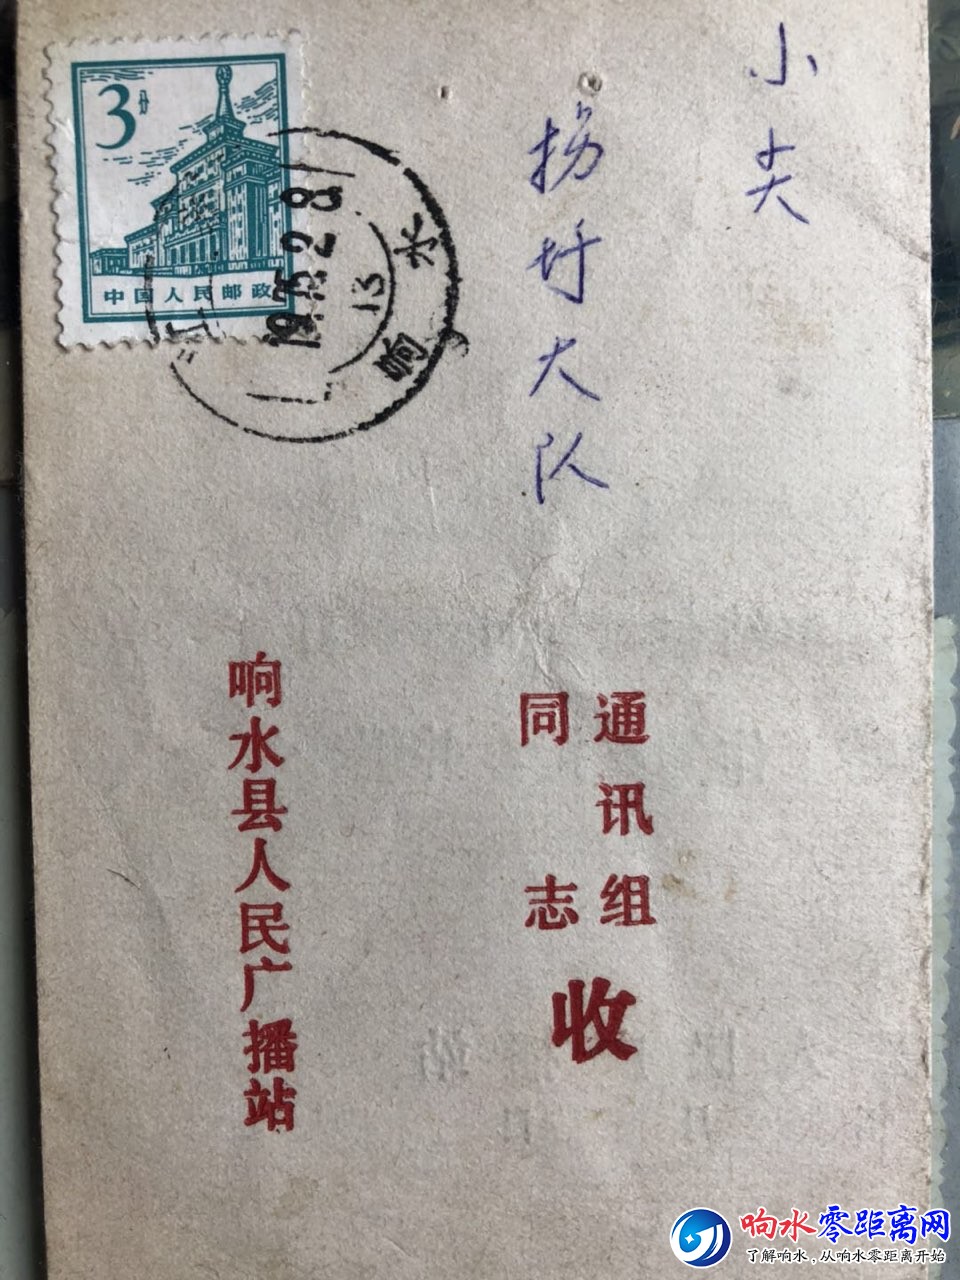 小尖
拐圩大队
通讯组
同志
收
响水县人民广播站
3分
中国人民邮政
响水
1975.2.8
13
响水零距离网
了解响水，从响水零距离开始